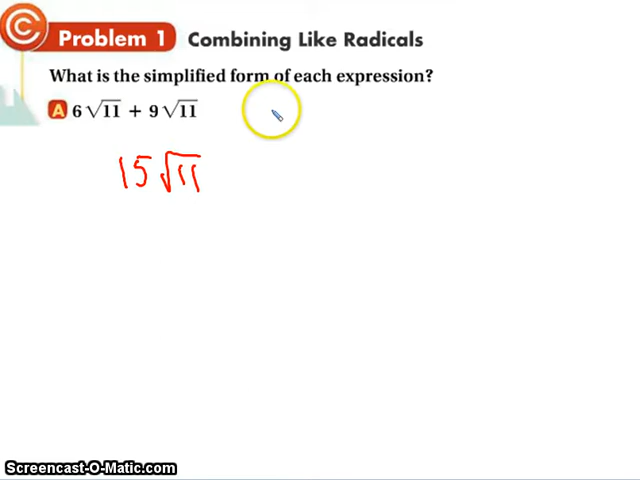 C Problem 1 Combining Like Radicals
What is the simplified form of each expression?
A 6√11 + 9√11
15√11
Screencast-O-Matic.com